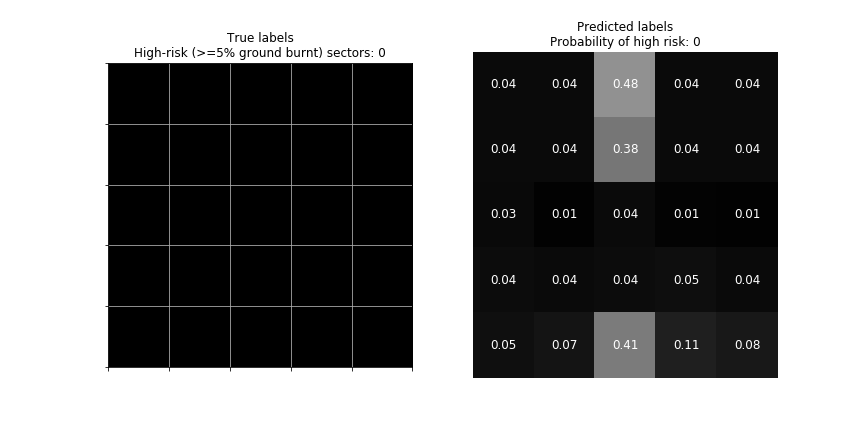 True labels
High-risk (>=5% ground burnt) sectors: 0
Predicted labels
Probability of high risk: 0
0.04 0.04 0.48 0.04 0.04
0.04 0.04 0.38 0.04 0.04
0.03 0.01 0.04 0.01 0.01
0.04 0.04 0.04 0.05 0.04
0.05 0.07 0.41 0.11 0.08